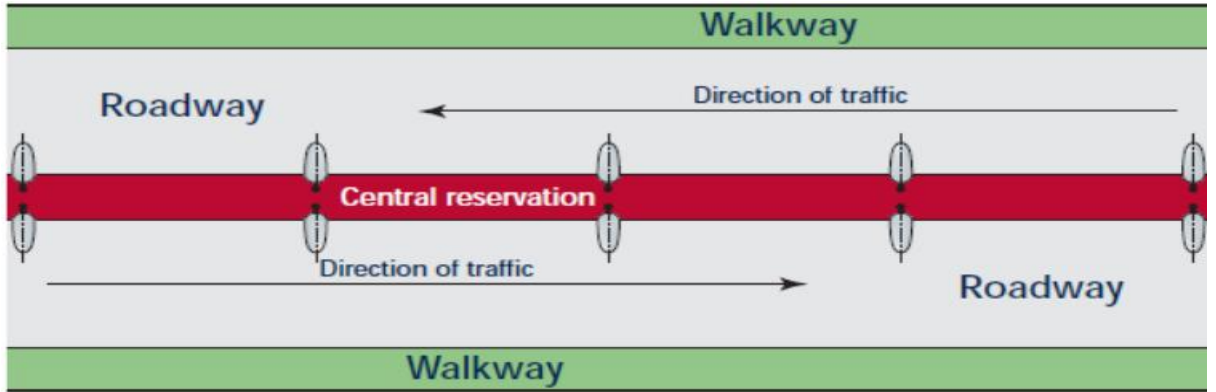 Walkway
Direction of traffic
Roadway
Central reservation
Direction of traffic
Roadway
Walkway